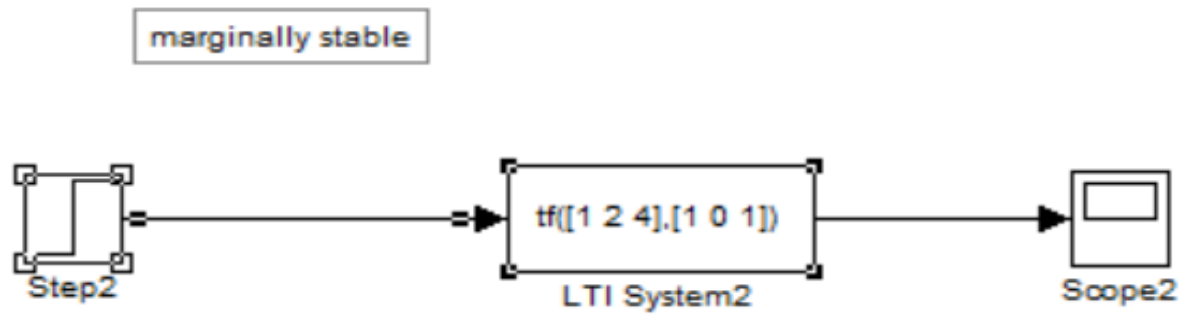 marginally stable
tf([1 2 4],[1 0 1])
Step2
LTI System2
Scope2